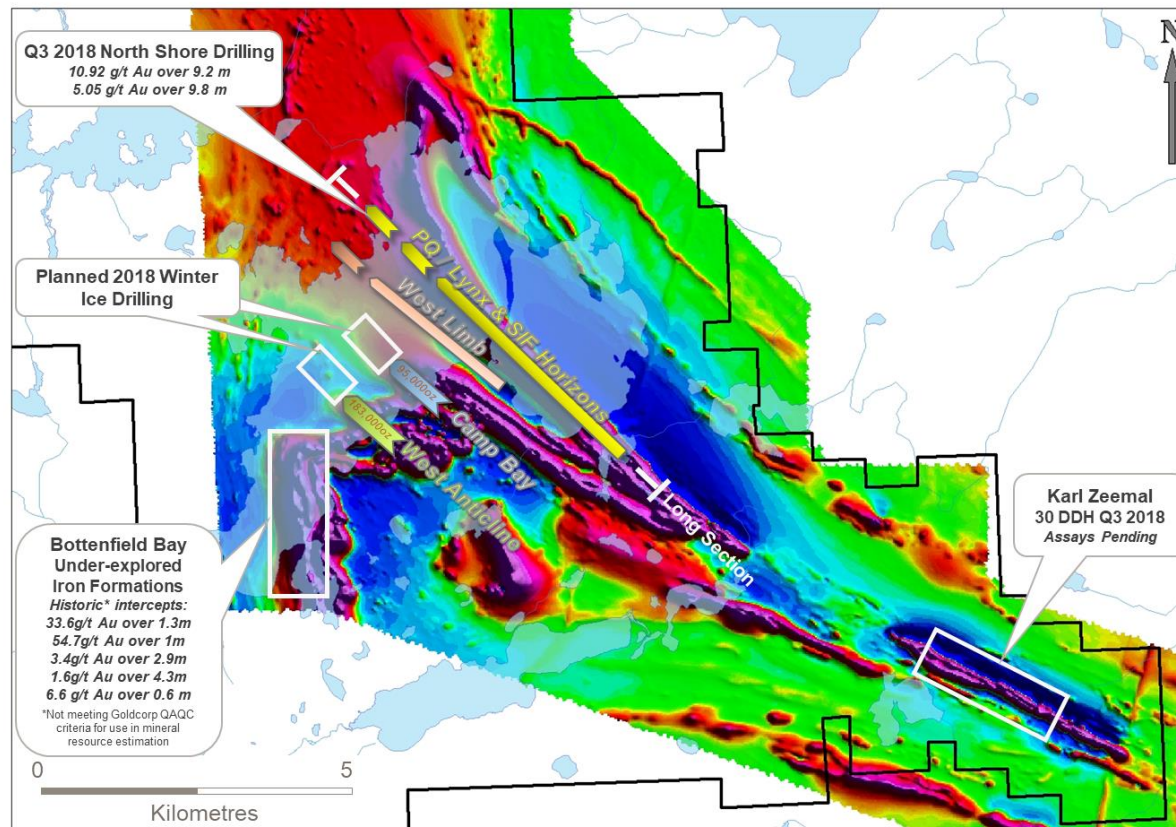 N
Q3 2018 North Shore Drilling
10.92 g/t Au over 9.2 m
5.05 g/t Au over 9.8 m
Planned 2018 Winter
Ice Drilling
PQ / Lynx & SIF-Horizons
West Limb
95,000oz
Camp Bay
183,000oz
West Anticline
Long Section
Karl Zeemal
30 DDH Q3 2018
Assays Pending
Bottenfield Bay
Under-explored
Iron Formations
Historic* intercepts:
33.6g/t Au over 1.3m
54.7g/t Au over 1m
3.4g/t Au over 2.9m
1.6g/t Au over 4.3m
6.6 g/t Au over 0.6 m
*Not meeting Goldcorp QAQC
criteria for use in mineral
resource estimation
0 5
Kilometres